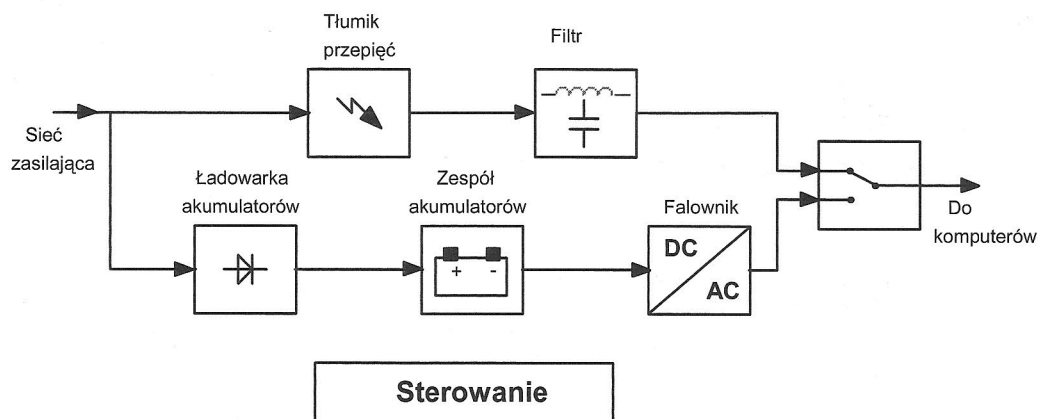 Tłumik
przepięć
Filtr
Sieć
zasilająca
Ładowarka
akumulatorów
Zespół
akumulatorów
Falownik
DC
AC
+ -
Do
komputerów
Sterowanie